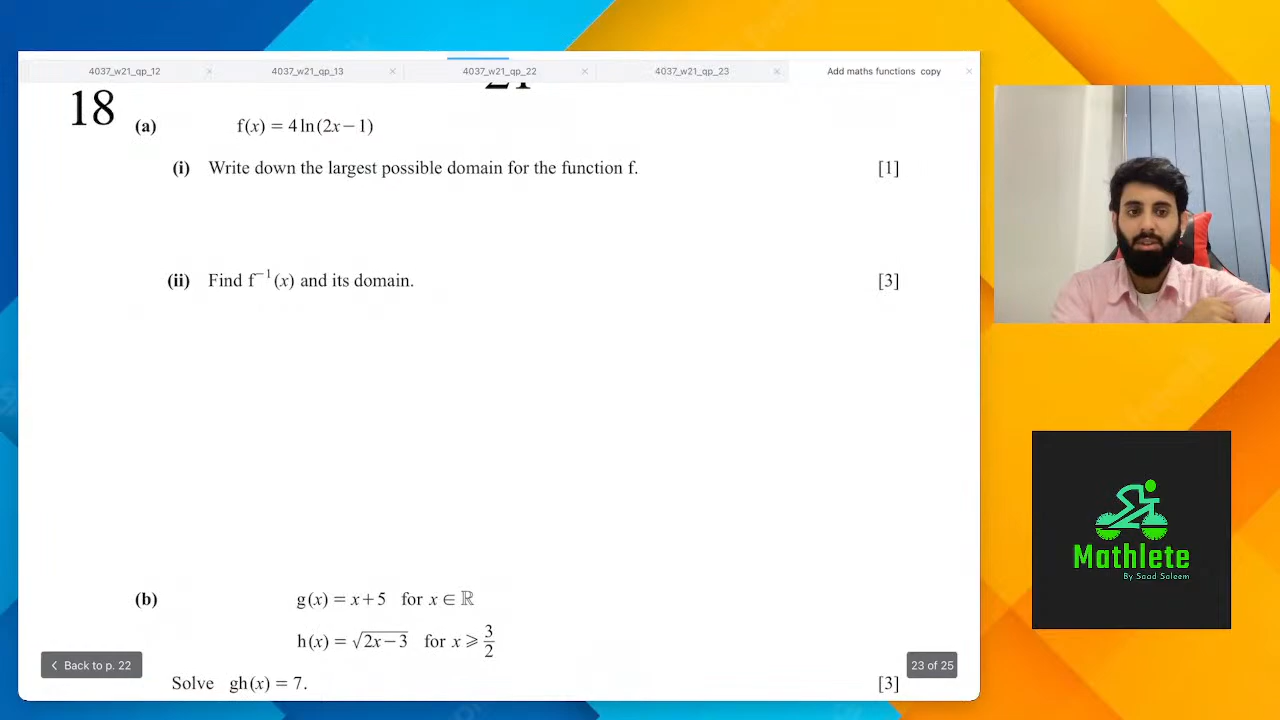 4037_w21_qp_12 × 4037_w21_qp_13 × 4037_w21_qp_22 × 4037_w21_qp_23 × Add maths functions copy ×
21
18
(a) f(x) = 4 ln(2x − 1)
(i) Write down the largest possible domain for the function f. [1]
(ii) Find f⁻¹(x) and its domain. [3]
(b) g(x) = x + 5 for x ∈ ℝ
h(x) = √(2x − 3) for x ⩾ 3/2
< Back to p. 22
23 of 25
Solve gh(x) = 7. [3]
Mathlete
By Saad Saleem